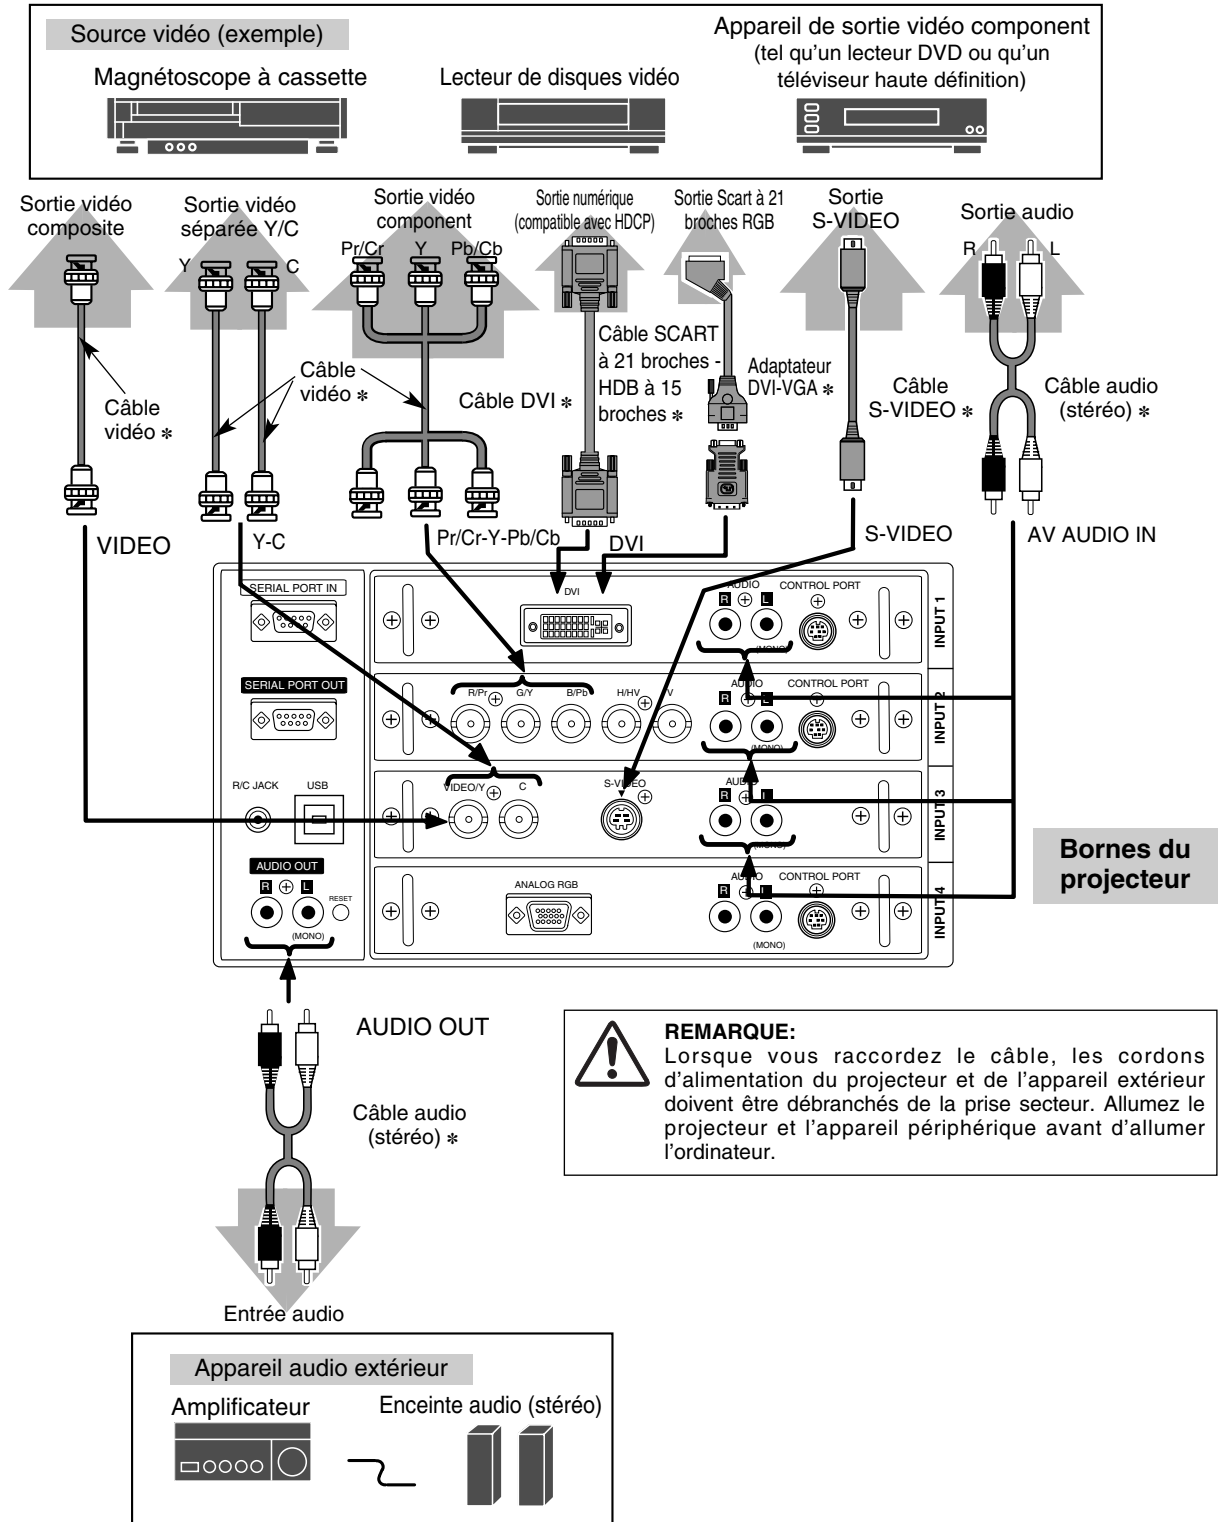 Source vidéo (exemple)
Appareil de sortie vidéo component
(tel qu'un lecteur DVD ou qu'un
téléviseur haute définition)
Magnétoscope à cassette
Lecteur de disques vidéo
Sortie vidéo
composite
Sortie vidéo
séparée Y/C
Sortie vidéo
component
Sortie numérique
(compatible avec HDCP)
Sortie Scart à 21
broches RGB
Sortie
S-VIDEO
Sortie audio
Y
C
Pr/Cr
Y
Pb/Cb
R
L
Câble
vidéo ✻
Câble
vidéo ✻
Câble DVI ✻
Câble SCART
à 21 broches -
HDB à 15
broches ✻
Adaptateur
DVI-VGA ✻
Câble
S-VIDEO ✻
Câble audio
(stéréo) ✻
VIDEO
Y-C
Pr/Cr-Y-Pb/Cb
DVI
S-VIDEO
AV AUDIO IN
SERIAL PORT IN
DVI
AUDIO
R
L
(MONO)
CONTROL PORT
INPUT 1
SERIAL PORT OUT
R/Pr
G/Y
B/Pb
H/HV
V
AUDIO
R
L
(MONO)
CONTROL PORT
INPUT 2
R/C JACK
USB
VIDEO/Y
C
S-VIDEO
AUDIO
R
L
(MONO)
INPUT 3
AUDIO OUT
R
L
(MONO)
RESET
ANALOG RGB
AUDIO
R
L
(MONO)
CONTROL PORT
INPUT 4
Bornes du
projecteur
AUDIO OUT
Câble audio
(stéréo) ✻
REMARQUE:
Lorsque vous raccordez le câble, les cordons
d'alimentation du projecteur et de l'appareil extérieur
doivent être débranchés de la prise secteur. Allumez le
projecteur et l'appareil périphérique avant d'allumer
l'ordinateur.
Entrée audio
Appareil audio extérieur
Amplificateur
Enceinte audio (stéréo)